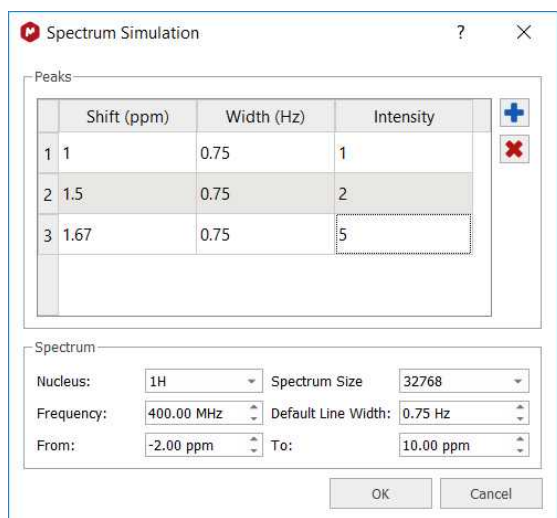 Spectrum Simulation ?
Peaks
Shift (ppm) Width (Hz) Intensity
1 1 0.75 1
2 1.5 0.75 2
3 1.67 0.75 5
Spectrum
Nucleus: 1H Spectrum Size 32768
Frequency: 400.00 MHz Default Line Width: 0.75 Hz
From: -2.00 ppm To: 10.00 ppm
OK Cancel